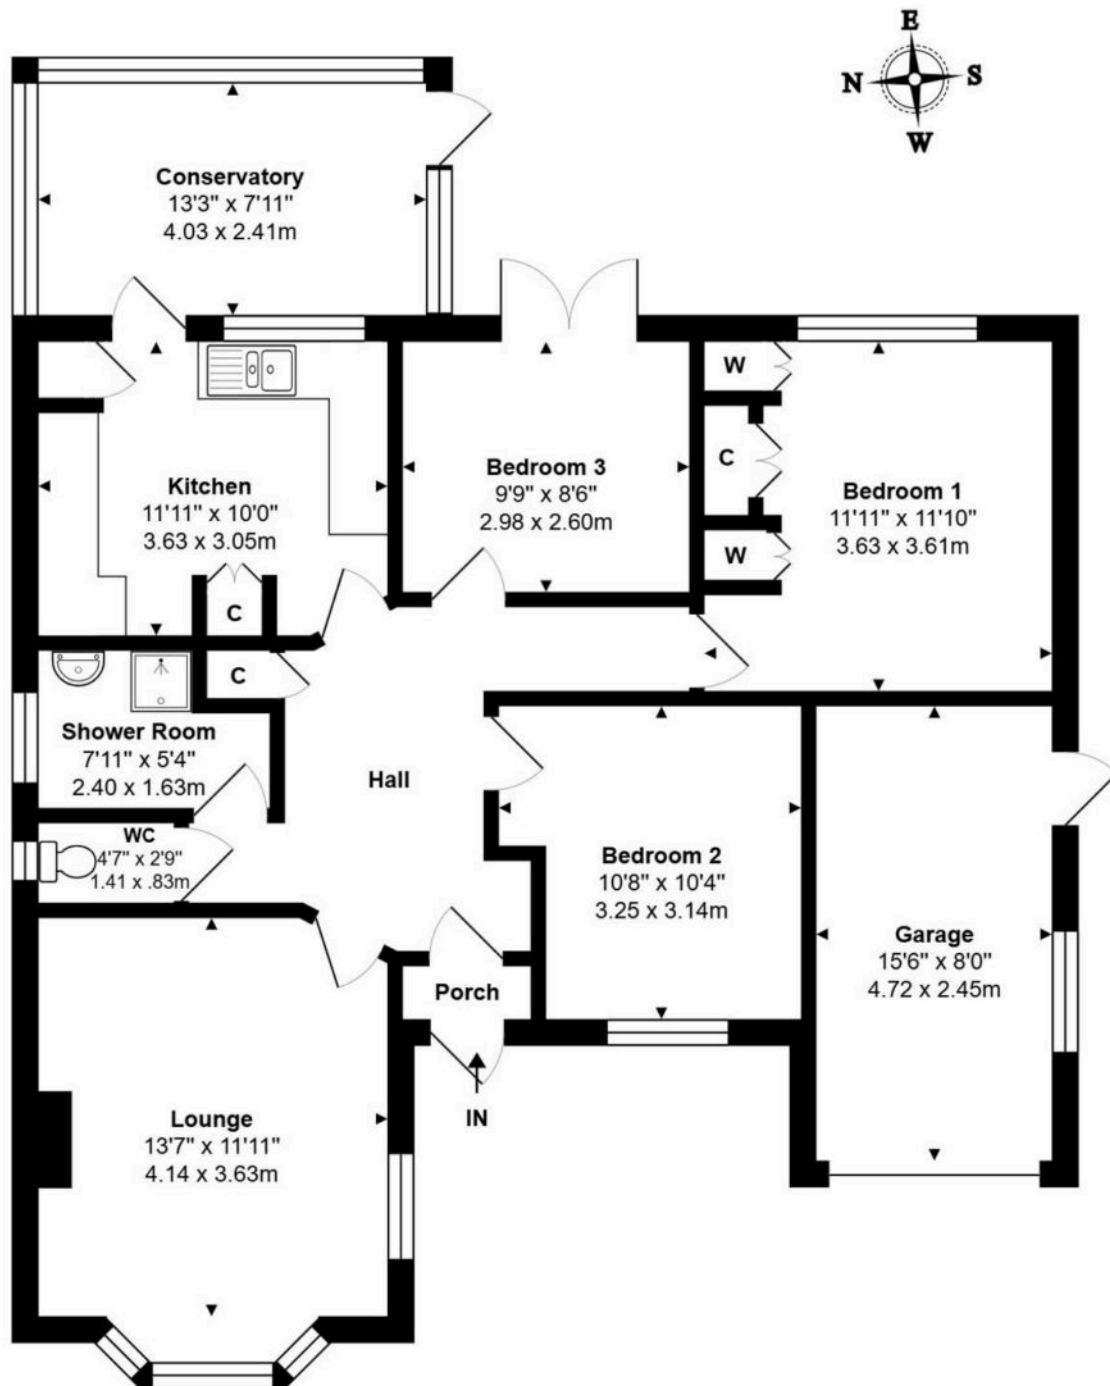 E
N
S
W
Conservatory
13'3" x 7'11"
4.03 x 2.41m
W
C
Kitchen
11'11" x 10'0"
3.63 x 3.05m
Bedroom 3
9'9" x 8'6"
2.98 x 2.60m
Bedroom 1
11'11" x 11'10"
3.63 x 3.61m
W
C
C
Shower Room
7'11" x 5'4"
2.40 x 1.63m
Hall
WC
4'7" x 2'9"
1.41 x .83m
Bedroom 2
10'8" x 10'4"
3.25 x 3.14m
Garage
15'6" x 8'0"
4.72 x 2.45m
Porch
IN
Lounge
13'7" x 11'11"
4.14 x 3.63m